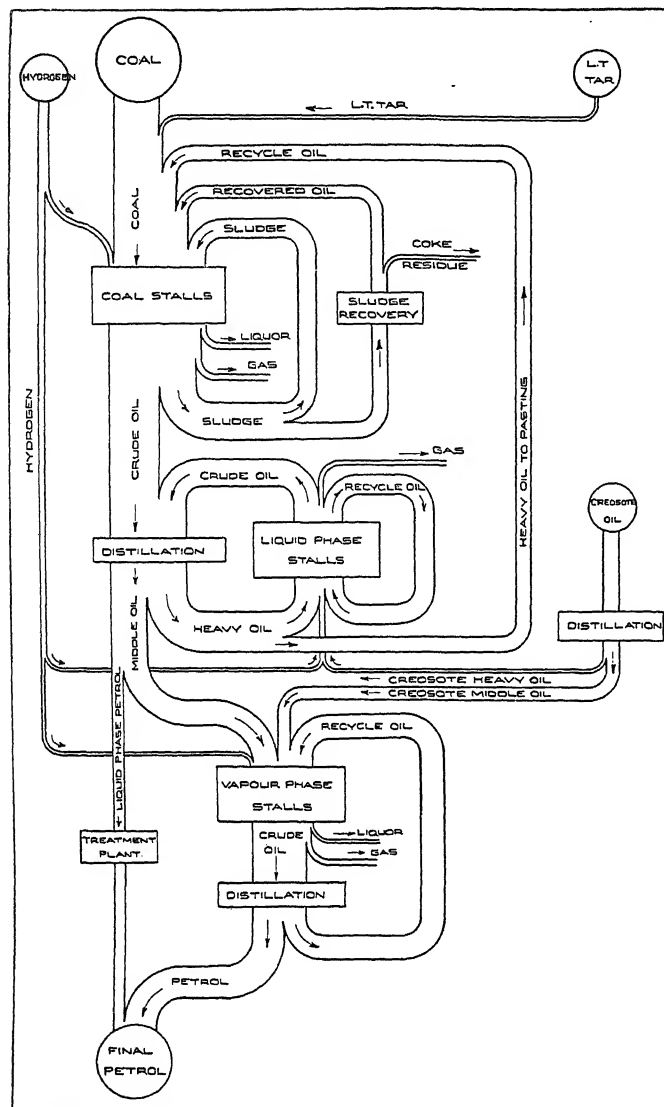 HYDROGEN
COAL
L.T.
TAR
L.T. TAR
RECYCLE OIL
RECOVERED OIL
COAL
SLUDGE
COKE
RESIDUE
COAL STALLS
SLUDGE
RECOVERY
LIQUOR
GAS
SLUDGE
HYDROGEN
CRUDE OIL
HEAVY OIL TO PASTING
GAS
CRUDE OIL
RECYCLE OIL
CREOSOTE
OIL
DISTILLATION
LIQUID PHASE
STALLS
HEAVY OIL
DISTILLATION
MIDDLE OIL
CREOSOTE HEAVY OIL
CREOSOTE MIDDLE OIL
LIQUID PHASE PETROL
RECYCLE OIL
VAPOUR PHASE
STALLS
TREATMENT
PLANT.
CRUDE
OIL
LIQUOR
GAS
DISTILLATION
PETROL
FINAL
PETROL